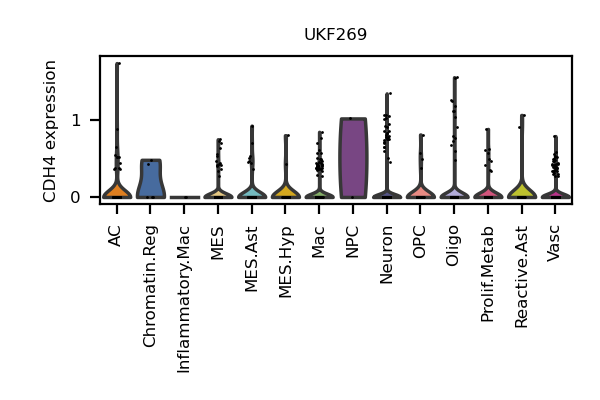 UKF269
CDH4 expression
1
0
AC
Chromatin.Reg
Inflammatory.Mac
MES
MES.Ast
MES.Hyp
Mac
NPC
Neuron
OPC
Oligo
Prolif.Metab
Reactive.Ast
Vasc